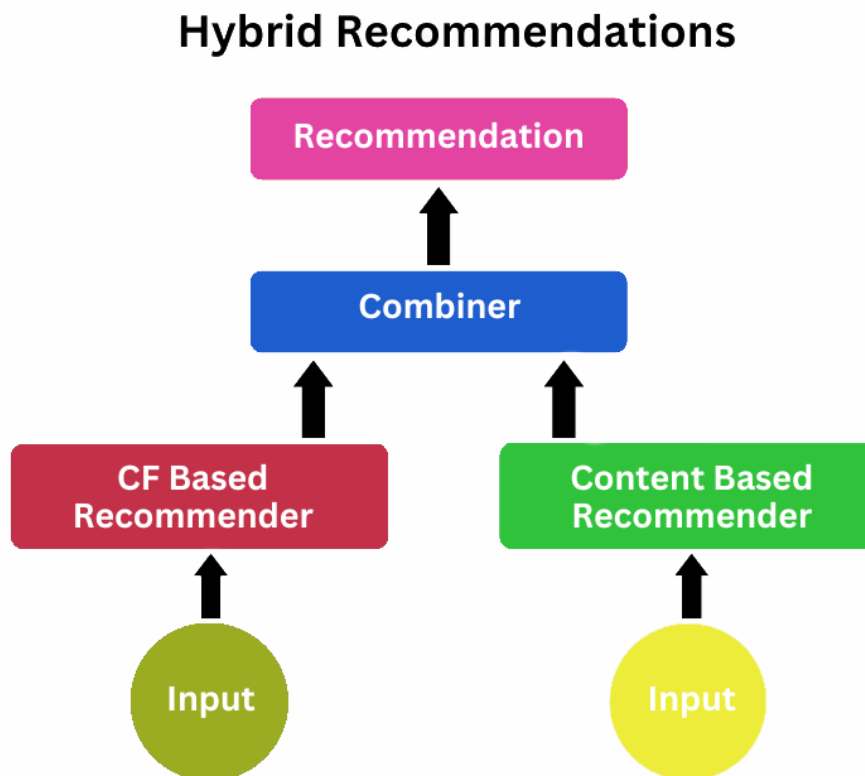 Hybrid Recommendations
Recommendation
Combiner
CF Based
Recommender
Content Based
Recommender
Input
Input